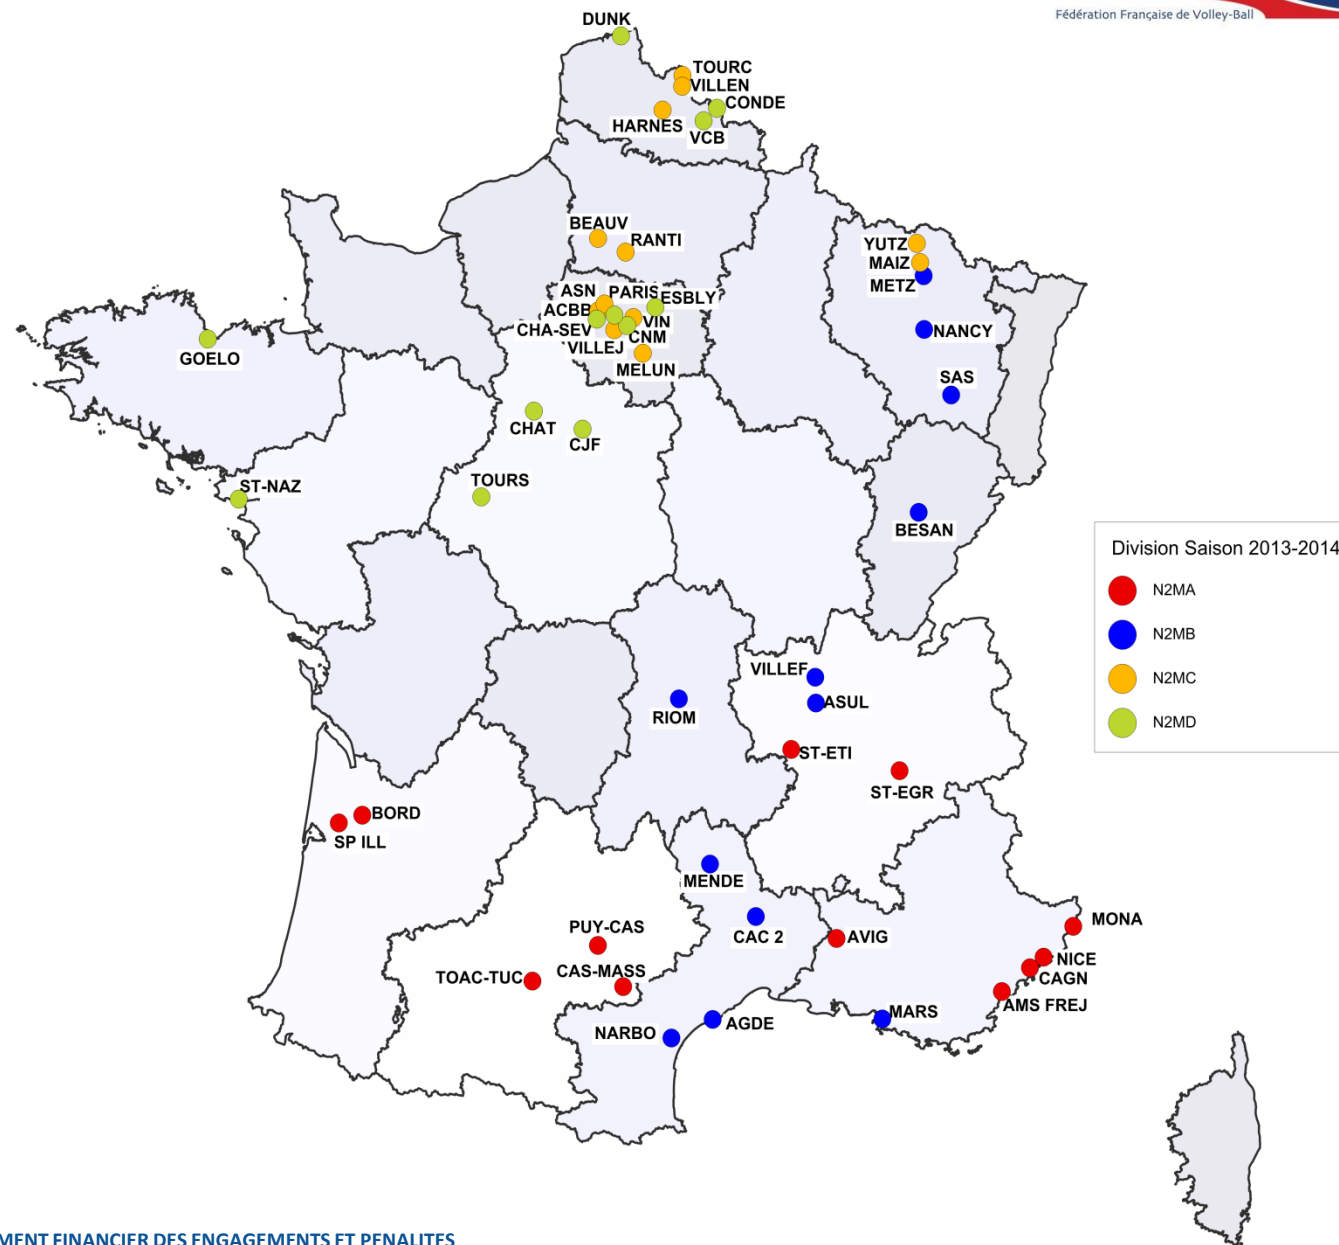 Fédération Française de Volley-Ball
DUNK
TOURC
VILLEN
CONDE
HARNES
VCB
BEAUV
RANTI
YUTZ
MAIZ
METZ
ASN
PARIS
ESBLY
ACBB
VIN
CHA-SEV
CNM
VILLEJ
MELUN
NANCY
GOELO
SAS
CHAT
CJF
TOURS
ST-NAZ
BESAN
Division Saison 2013-2014
N2MA
N2MB
N2MC
N2MD
VILLEF
ASUL
RIOM
ST-ETI
ST-EGR
BORD
SP ILL
MENDE
CAC 2
PUY-CAS
AVIG
MONA
TOAC-TUC
CAS-MASS
NICE
CAGN
AMS FREJ
MARS
AGDE
NARBO
MENT FINANCIER DES ENGAGEMENTS ET PENALITES